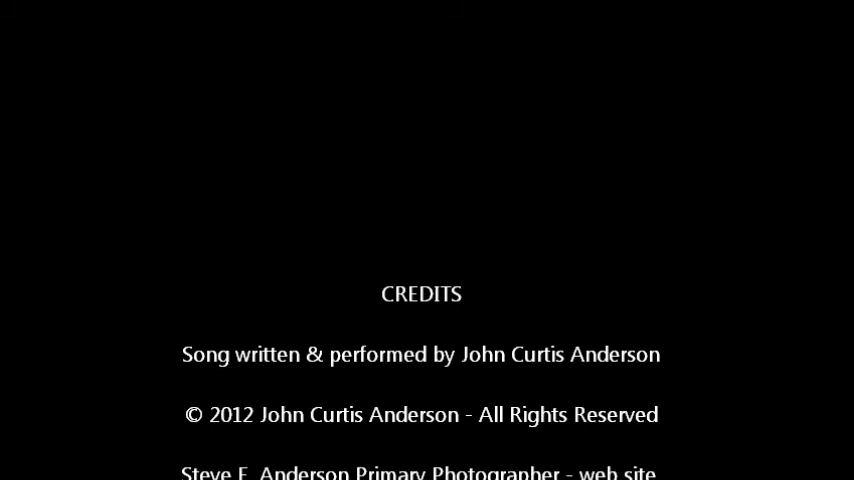 CREDITS
Song written & performed by John Curtis Anderson
© 2012 John Curtis Anderson - All Rights Reserved
Steve Anderson Primary Photographer - web site